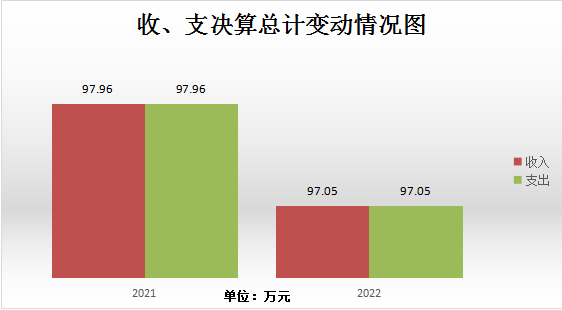 收、支决算总计变动情况图
97.96 97.96
97.05 97.05
收入
支出
2021 2022
单位：万元